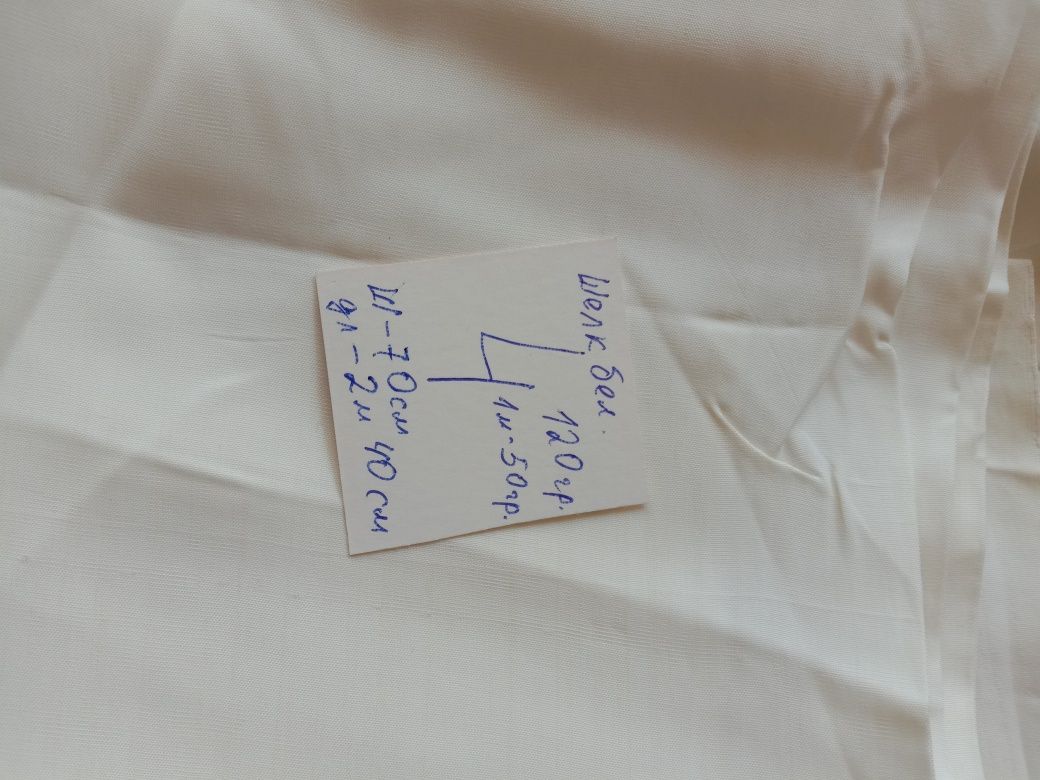 Шелк бел.
120 гр.
Ц 1м - 50 гр.
Ш - 70 см
дл - 2 м 40 см